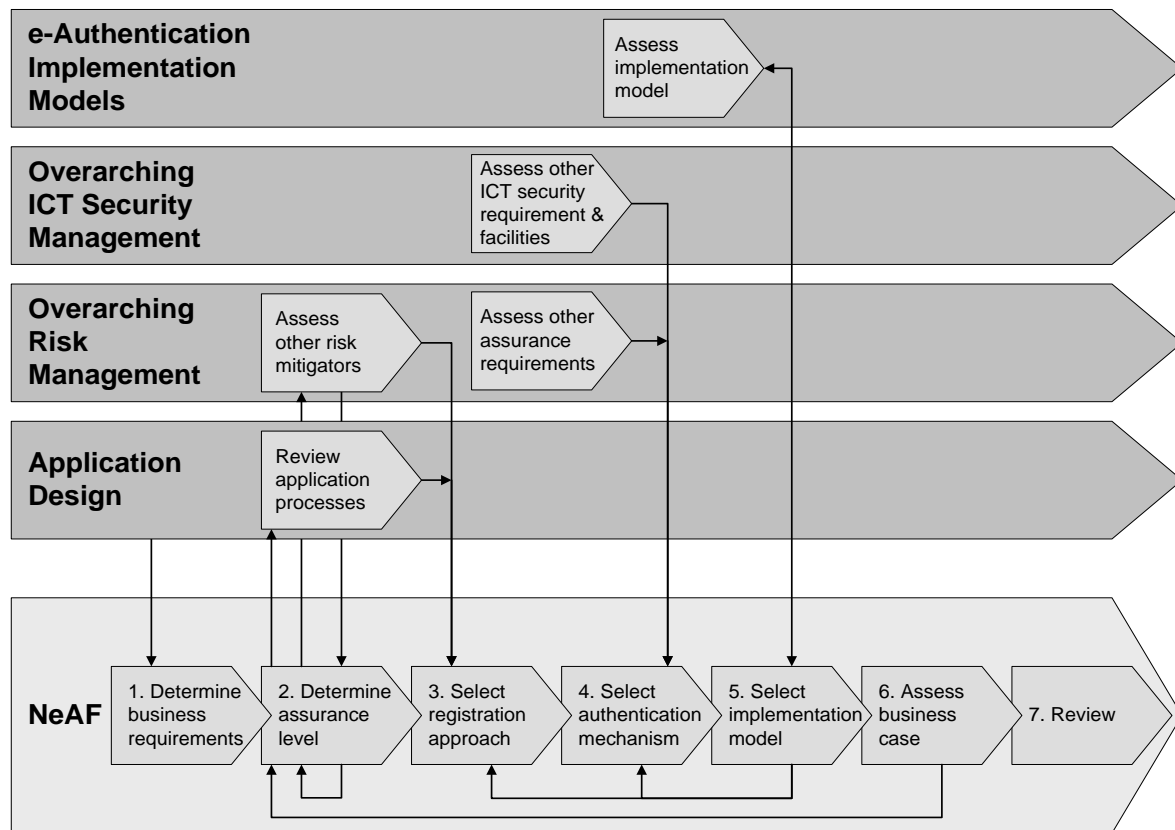 e-Authentication
Implementation
Models
Assess
implementation
model
Overarching
ICT Security
Management
Assess other
ICT security
requirement &
facilities
Overarching
Risk
Management
Assess
other risk
mitigators
Assess other
assurance
requirements
Application
Design
Review
application
processes
NeAF
1. Determine
business
requirements
2. Determine
assurance
level
3. Select
registration
approach
4. Select
authentication
mechanism
5. Select
implementation
model
6. Assess
business
case
7. Review